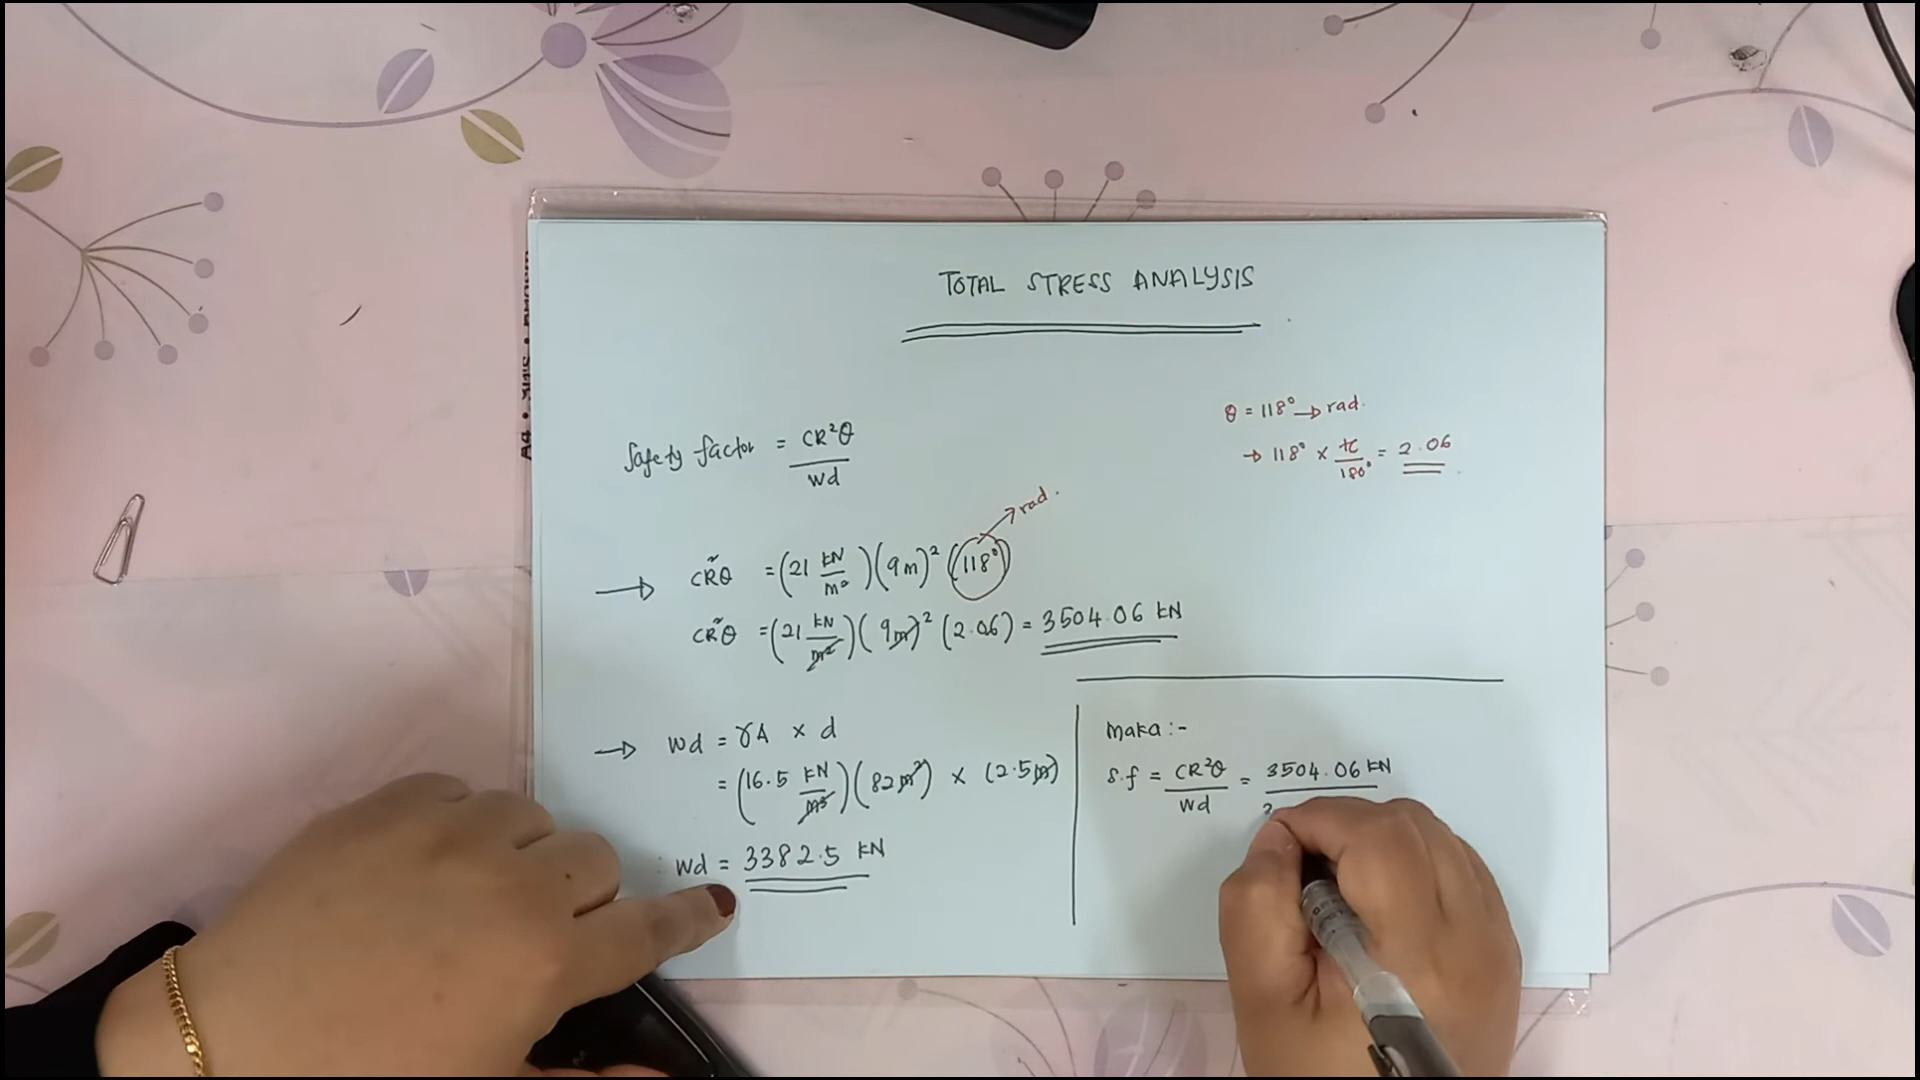 TOTAL STRESS ANALYSIS
θ = 118° → rad.
→ 118° × π/180° = 2.06
Safety factor = CR²θ/Wd
rad.
→ CR²θ = (21 kN/m²)(9m)² (118°)
CR²θ = (21 kN/m²)(9m)² (2.06) = 3504.06 kN
→ Wd = γA × d
= (16.5 kN/m³)(82m²) × (2.5m)
Wd = 3382.5 kN
Maka :-
S.f = CR²θ/Wd = 3504.06 kN